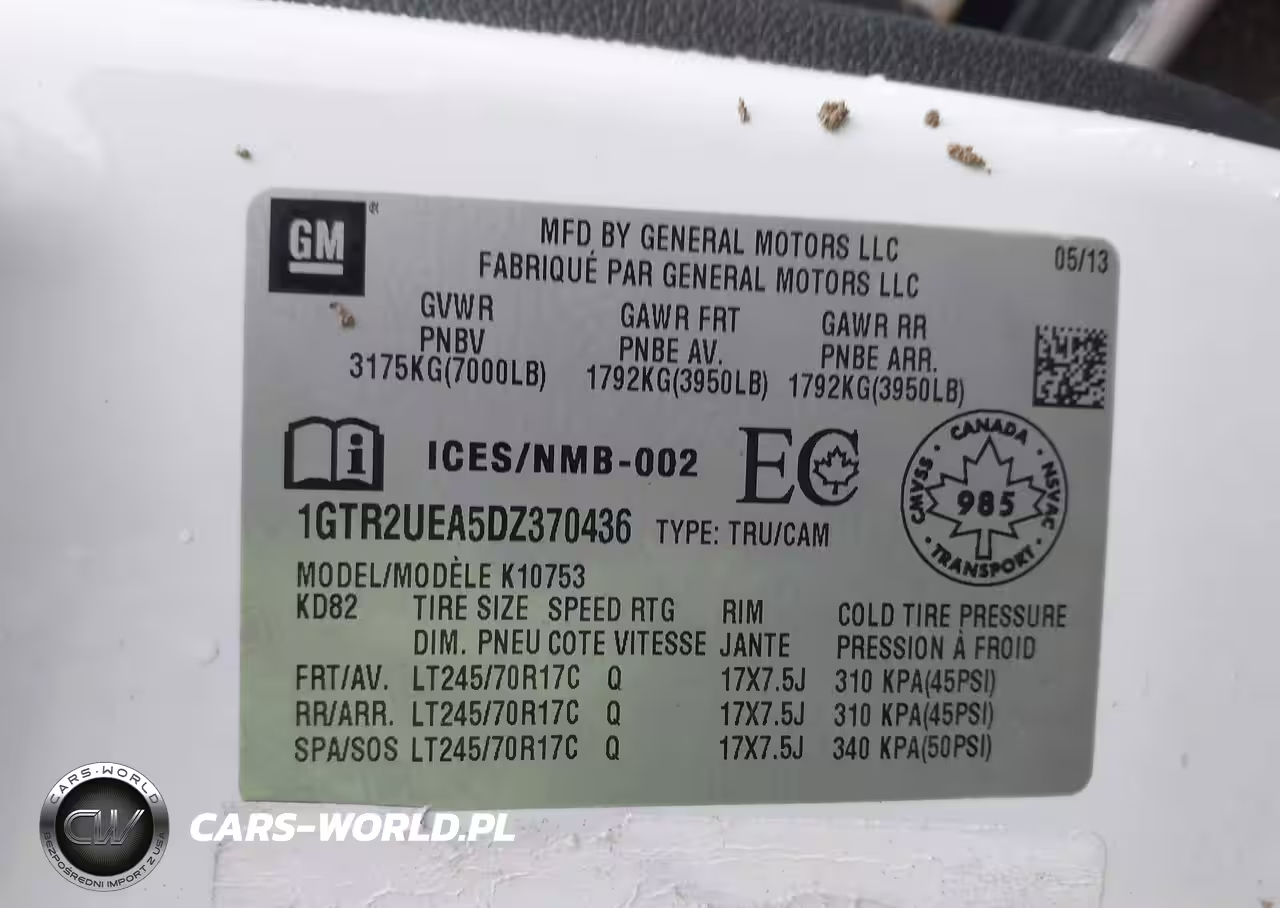 GM®
MFD BY GENERAL MOTORS LLC
05/13
FABRIQUÉ PAR GENERAL MOTORS LLC
GVWR GAWR FRT GAWR RR
PNBV PNBE AV. PNBE ARR.
3175KG(7000LB) 1792KG(3950LB) 1792KG(3950LB)
i ICES/NMB-002 EC
CANADA
CMVSS 985 NSVAC
TRANSPORT
1GTR2UEA5DZ370436 TYPE: TRU/CAM
MODEL/MODÈLE K10753
KD82 TIRE SIZE SPEED RTG RIM COLD TIRE PRESSURE
DIM. PNEU COTE VITESSE JANTE PRESSION À FROID
FRT/AV. LT245/70R17C Q 17X7.5J 310 KPA(45PSI)
RR/ARR. LT245/70R17C Q 17X7.5J 310 KPA(45PSI)
SPA/SOS LT245/70R17C Q 17X7.5J 340 KPA(50PSI)
CARS-WORLD
CW
BEZPOŚREDNI IMPORT Z USA
CARS-WORLD.PL